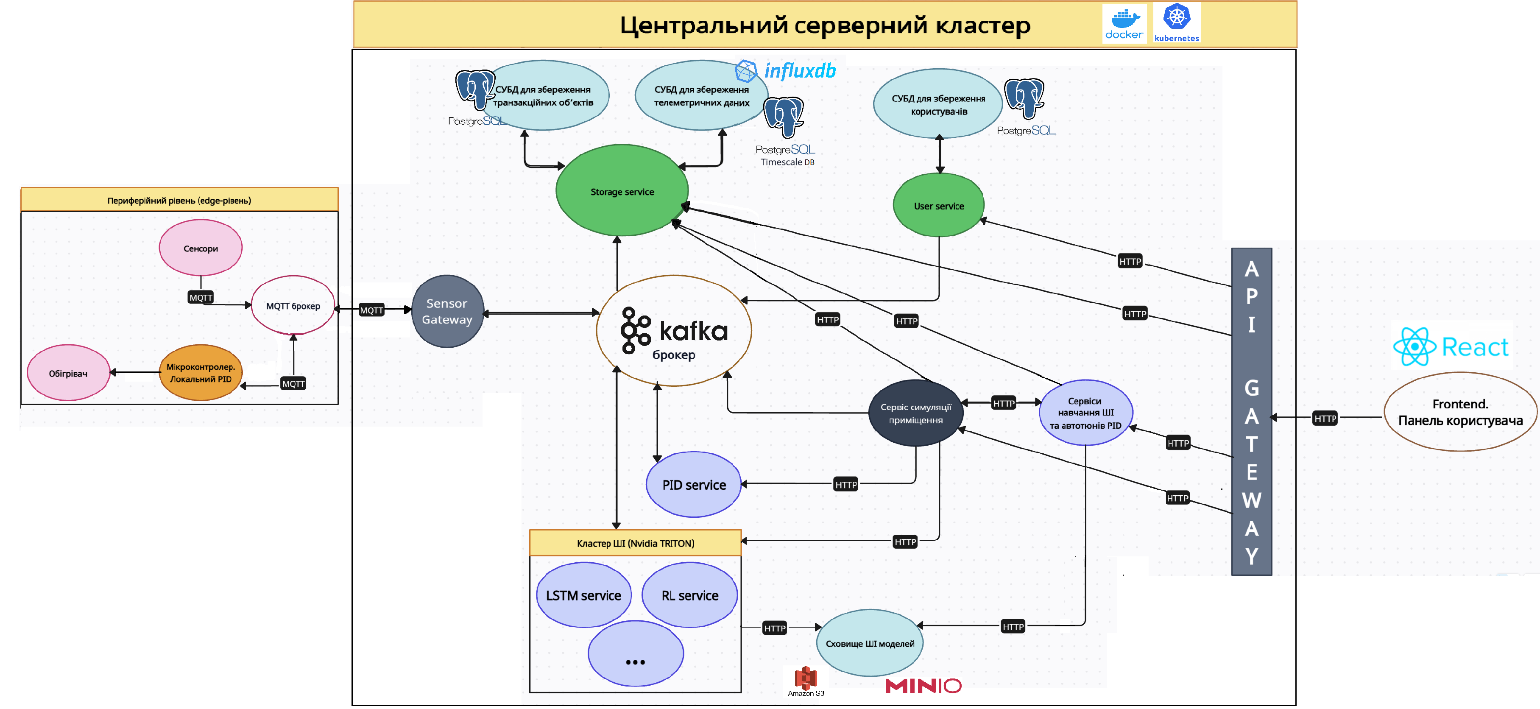 Центральний серверний кластер
docker
kubernetes
СУБД для збереження
транзакційних об'єктів
PostgreSQL
СУБД для збереження
телеметричних даних
influxdb
PostgreSQL
Timescale DB
СУБД для збереження
користувачів
PostgreSQL
Storage service
User service
Периферійний рівень (edge-рівень)
Сенсори
MQTT
MQTT брокер
Обігрівач
Мікроконтролер.
Локальний PID
MQTT
MQTT
Sensor
Gateway
kafka
брокер
HTTP
HTTP
HTTP
HTTP
API GATEWAY
React
Frontend.
Панель користувача
HTTP
Сервіс симуляції
приміщення
HTTP
Сервіси
навчання ШІ
та автотюнів PID
HTTP
HTTP
PID service
HTTP
HTTP
Кластер ШІ (Nvidia TRITON)
LSTM service
RL service
...
HTTP
Сховище ШІ моделей
HTTP
Amazon S3
MINIO